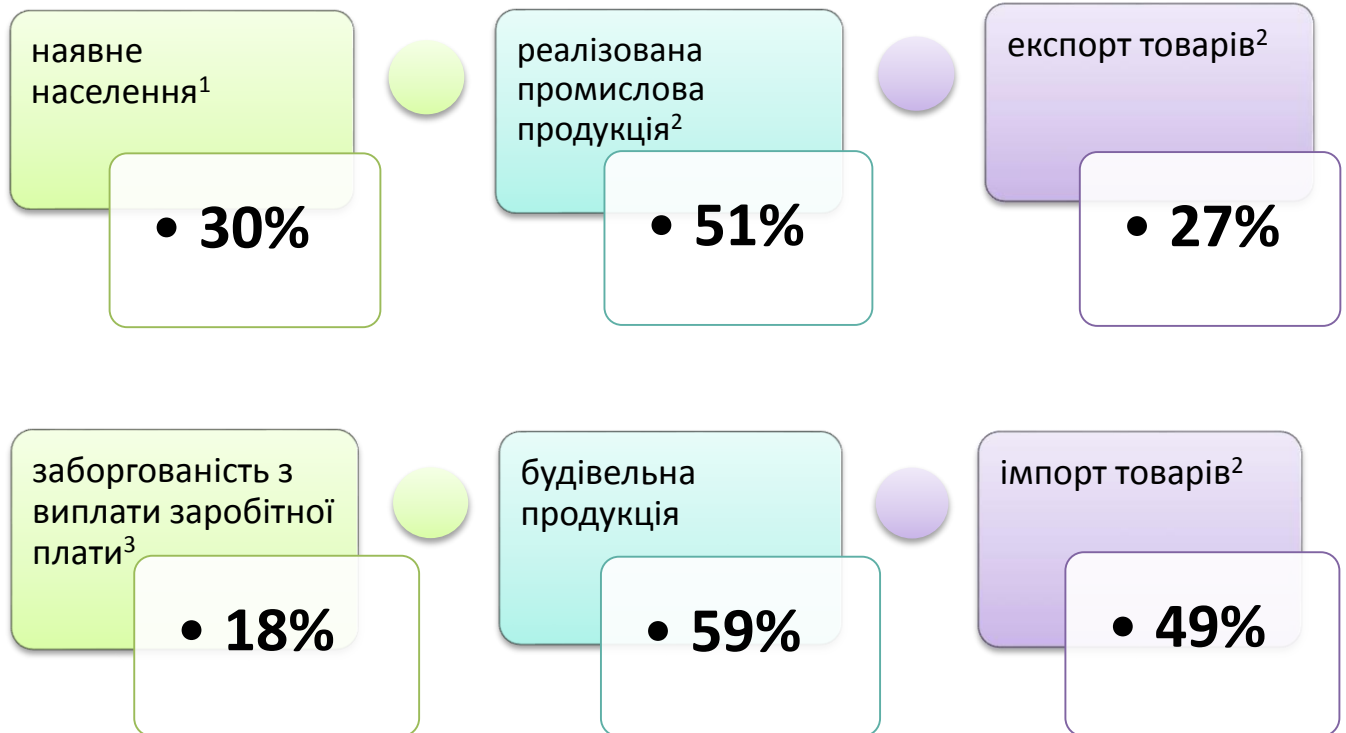 наявне
населення¹
• 30%
реалізована
промислова
продукція²
• 51%
експорт товарів²
• 27%
заборгованість з
виплати заробітної
плати³
• 18%
будівельна
продукція
• 59%
імпорт товарів²
• 49%